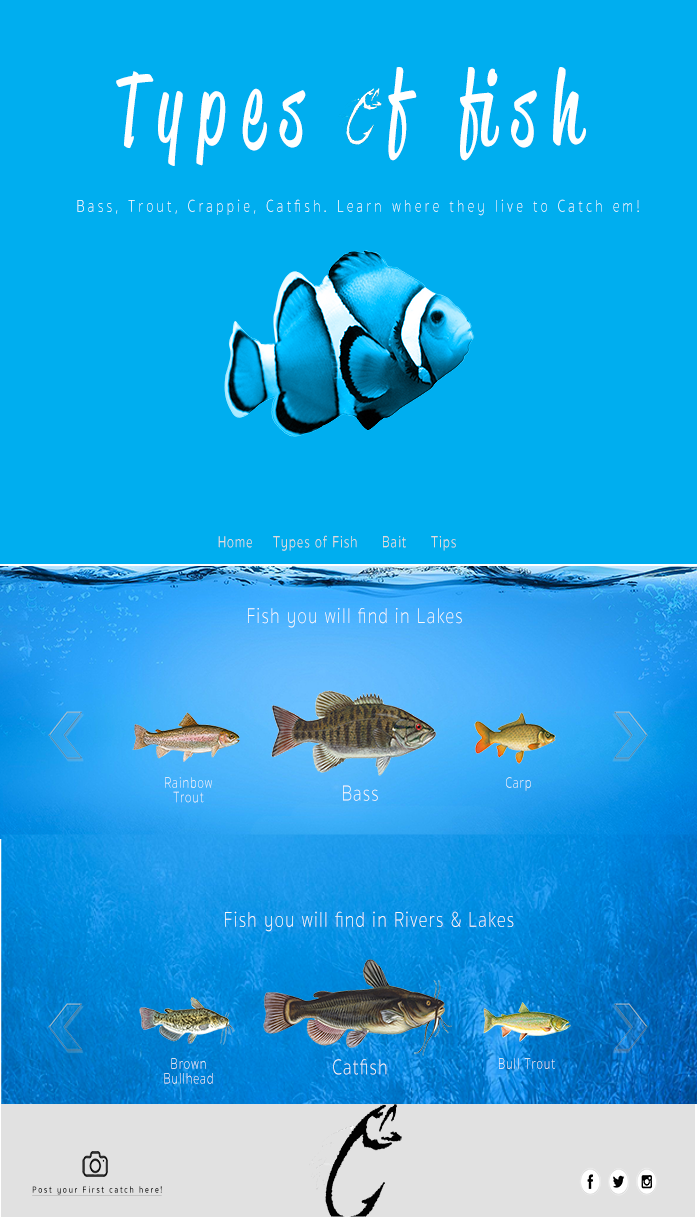 Types of fish
Bass, Trout, Crappie, Catfish. Learn where they live to Catch em!
Home Types of Fish Bait Tips
Fish you will find in Lakes
Rainbow
Trout
Bass
Carp
Fish you will find in Rivers & Lakes
Brown
Bullhead
Catfish
Bull Trout
Post your First catch here!